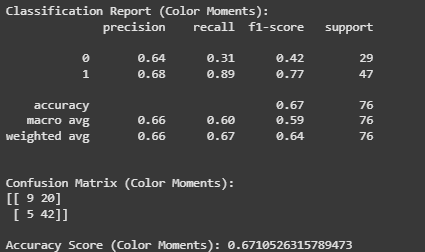 Classification Report (Color Moments):
              precision    recall  f1-score   support

           0       0.64      0.31      0.42        29
           1       0.68      0.89      0.77        47

    accuracy                           0.67        76
   macro avg       0.66      0.60      0.59        76
weighted avg       0.66      0.67      0.64        76

Confusion Matrix (Color Moments):
[[ 9 20]
 [ 5 42]]

Accuracy Score (Color Moments): 0.6710526315789473